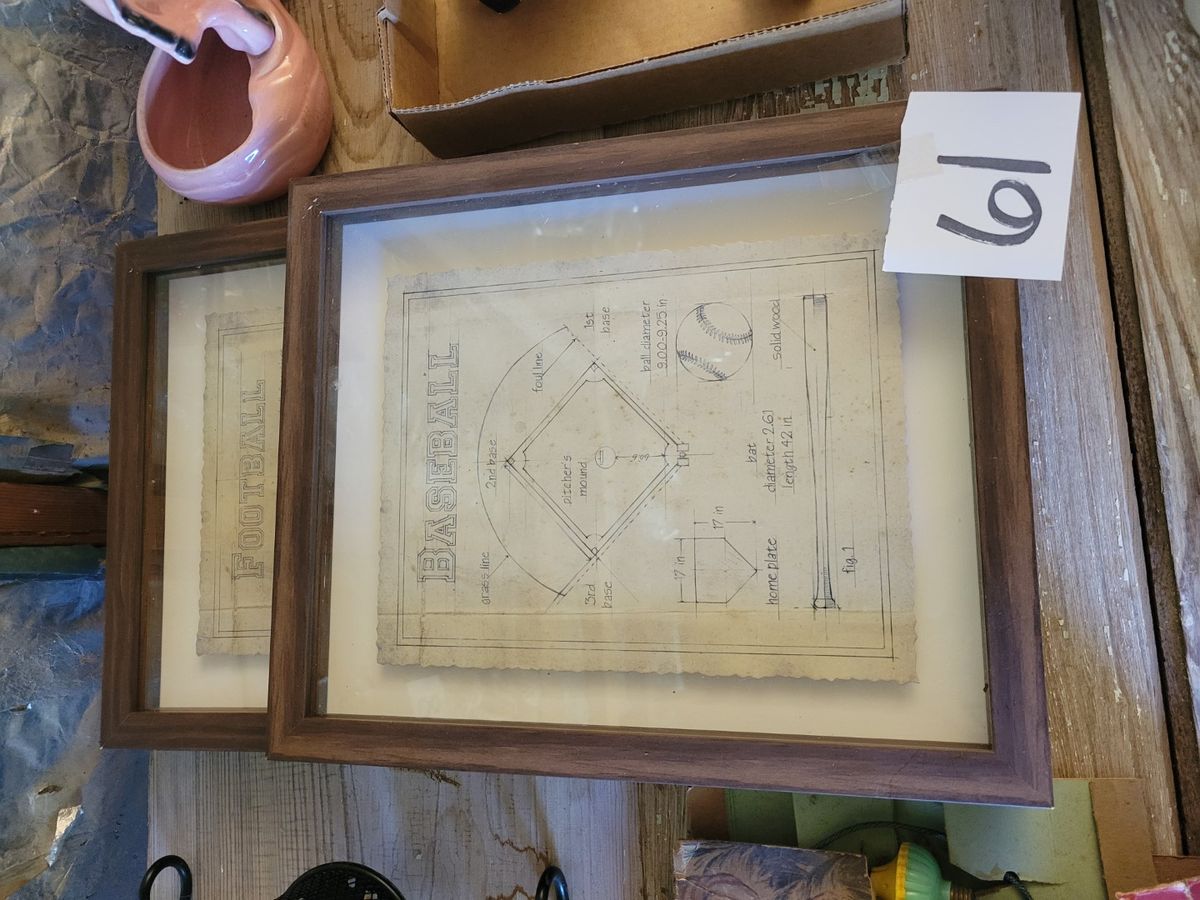 FOOTBALL
61
BASEBALL
grass line
2nd base
foul line
pitcher's
mound
3rd
base
1st
base
17 in
17 in
home plate
ball diameter
9.00-9.25 in
bat
diameter 2.61
length 42 in
solid wood
fig. 1